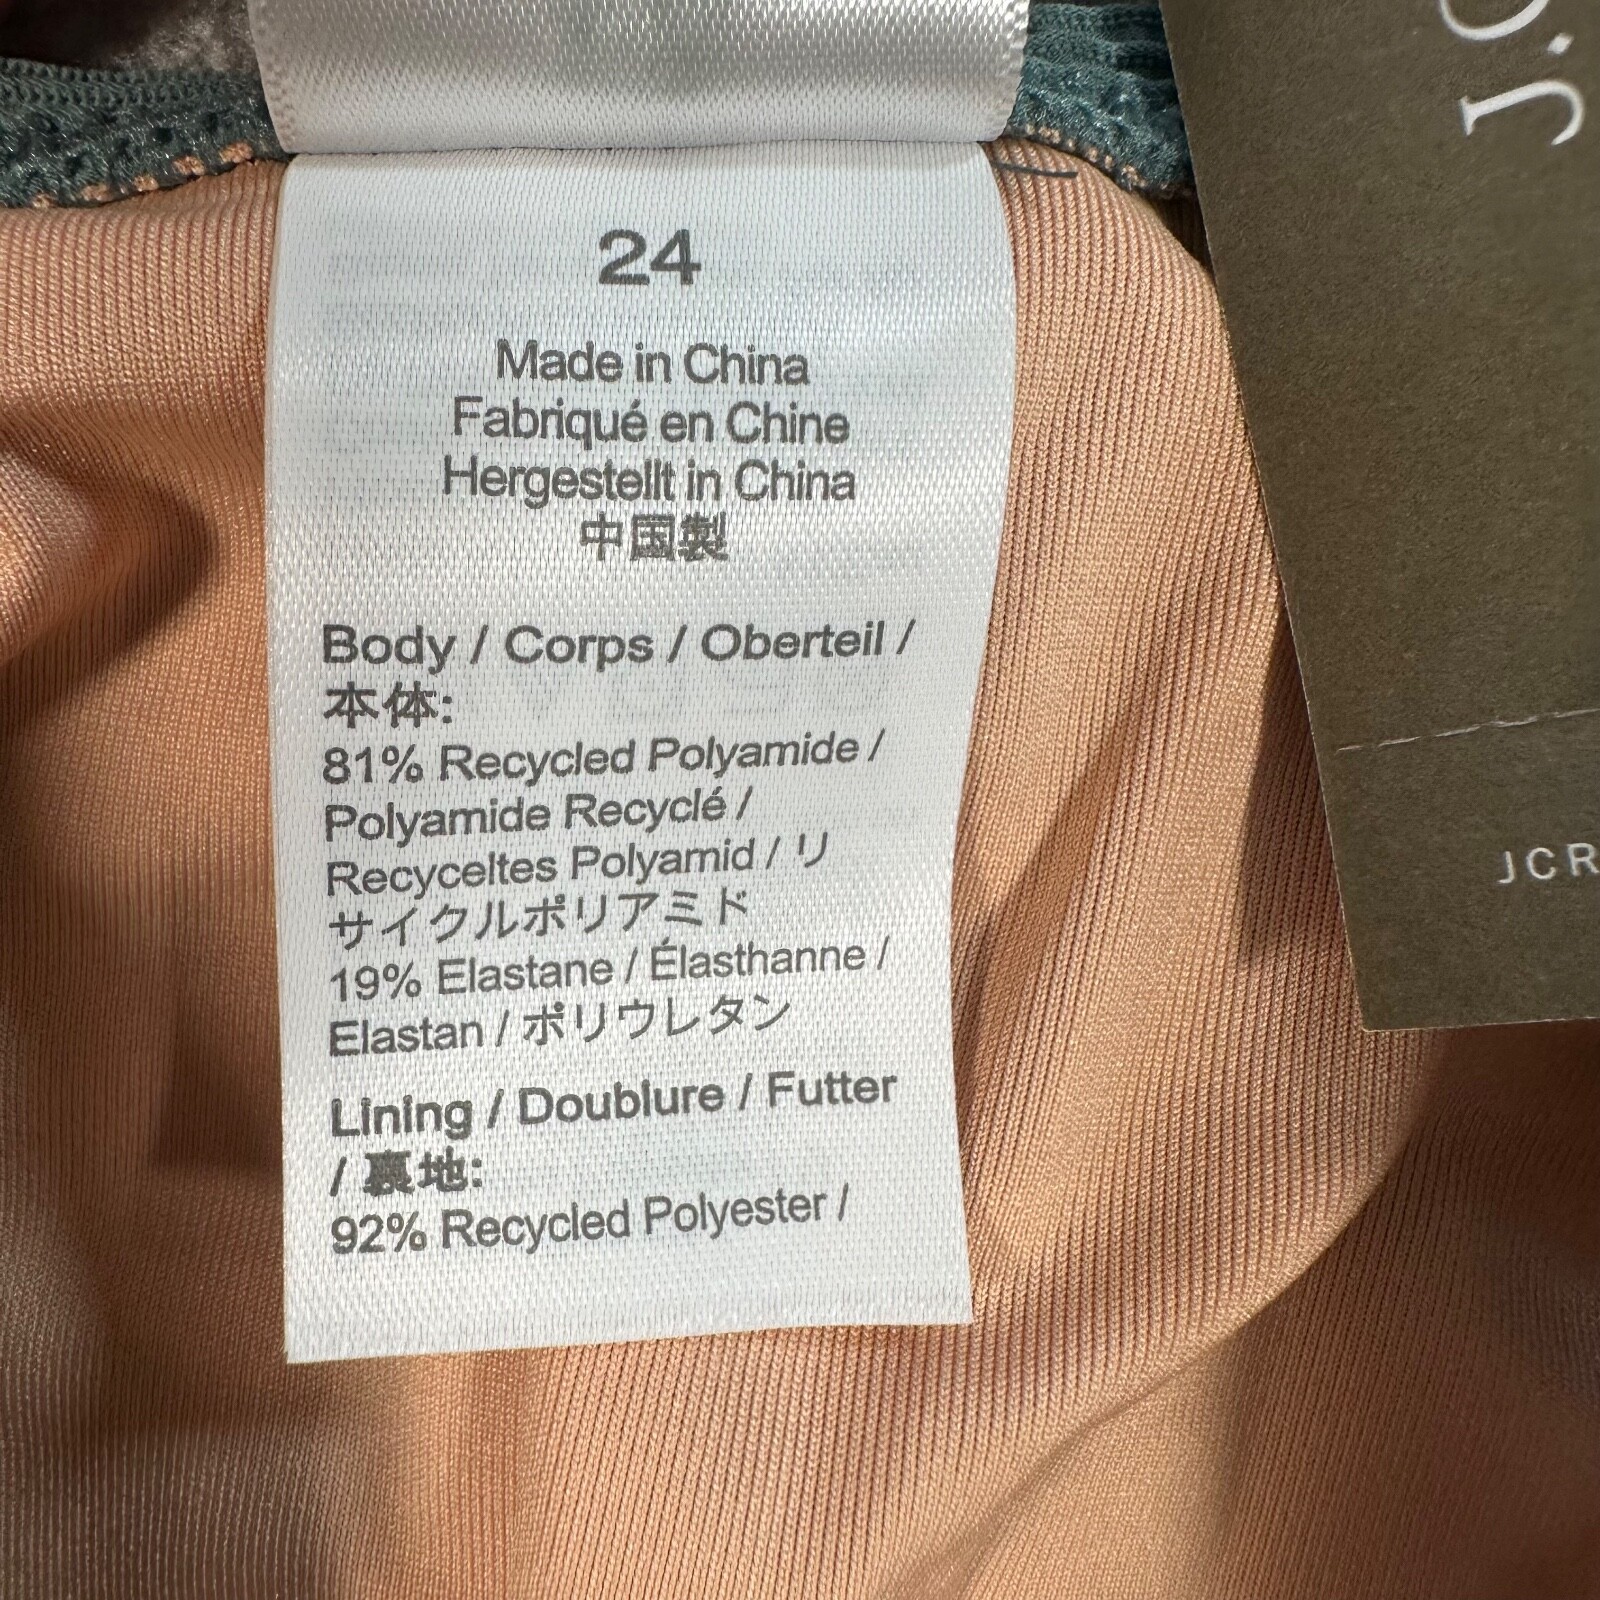 24
Made in China
Fabriqué en Chine
Hergestellt in China
中国製
Body / Corps / Oberteil /
本体:
81% Recycled Polyamide /
Polyamide Recyclé /
Recyceltes Polyamid / リ
サイクルポリアミド
19% Elastane / Élasthanne /
Elastan / ポリウレタン
Lining / Doublure / Futter
/ 裏地:
92% Recycled Polyester /
J.C
JCR